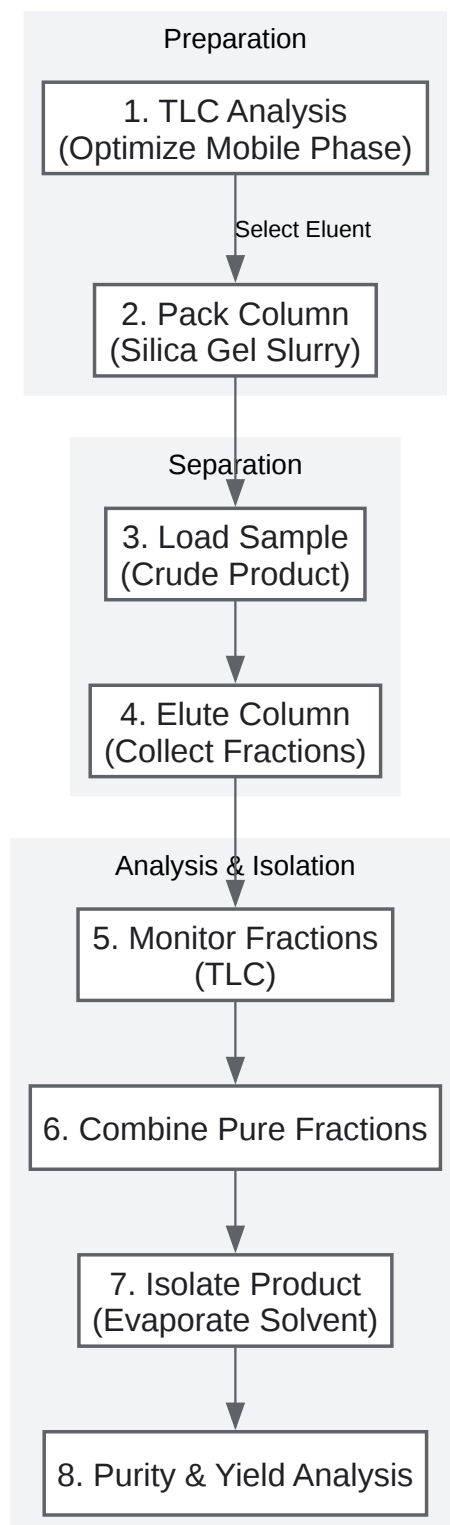 Preparation
1. TLC Analysis
(Optimize Mobile Phase)
Select Eluent
2. Pack Column
(Silica Gel Slurry)
Separation
3. Load Sample
(Crude Product)
4. Elute Column
(Collect Fractions)
Analysis & Isolation
5. Monitor Fractions
(TLC)
6. Combine Pure Fractions
7. Isolate Product
(Evaporate Solvent)
8. Purity & Yield Analysis